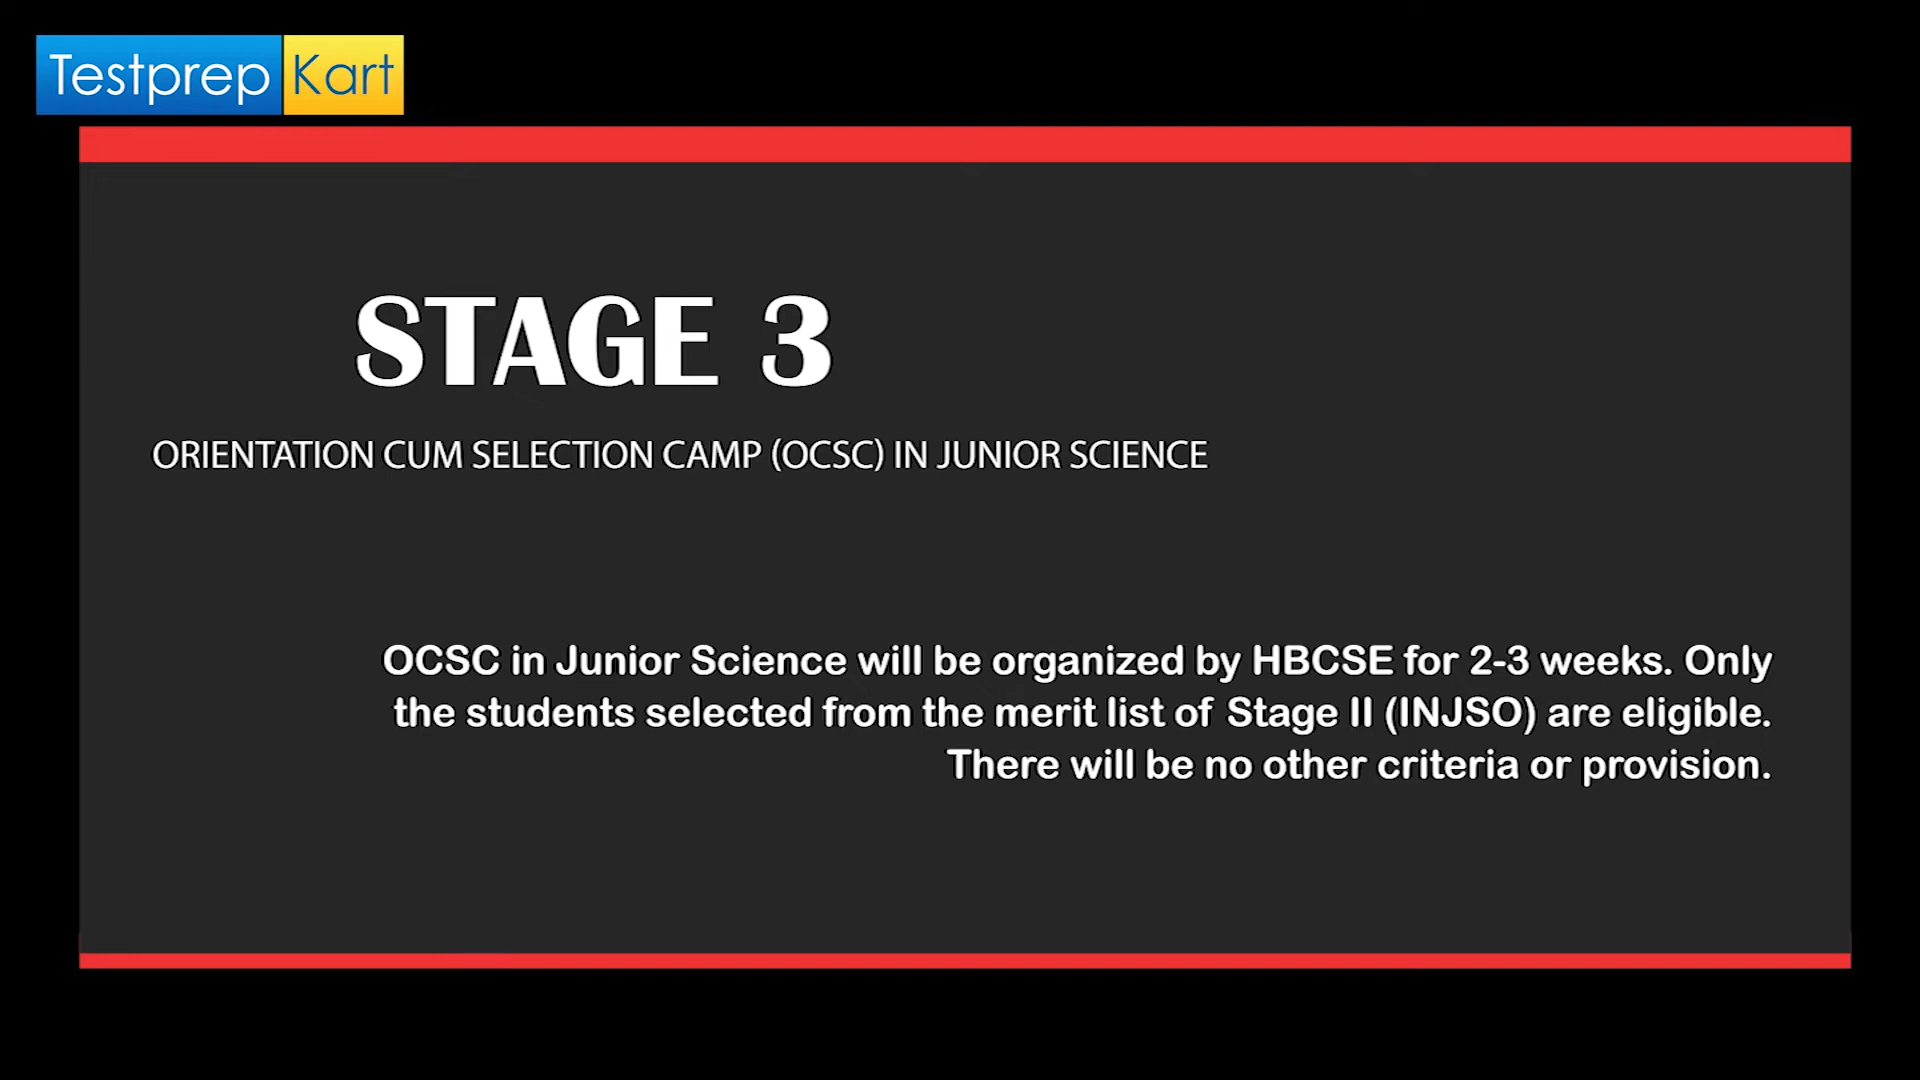 Testprep Kart
STAGE 3
ORIENTATION CUM SELECTION CAMP (OCSC) IN JUNIOR SCIENCE
OCSC in Junior Science will be organized by HBCSE for 2-3 weeks. Only
the students selected from the merit list of Stage II (INJSO) are eligible.
There will be no other criteria or provision.